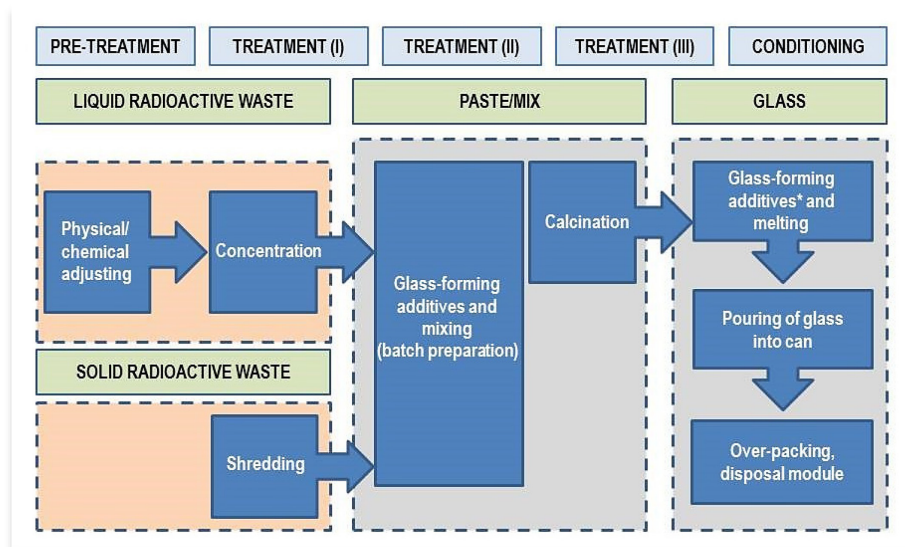 PRE-TREATMENT
TREATMENT (I)
TREATMENT (II)
TREATMENT (III)
CONDITIONING
LIQUID RADIOACTIVE WASTE
PASTE/MIX
GLASS
Physical/
chemical
adjusting
Concentration
Glass-forming
additives and
mixing
(batch preparation)
Calcination
Glass-forming
additives* and
melting
Pouring of glass
into can
Over-packing,
disposal module
SOLID RADIOACTIVE WASTE
Shredding